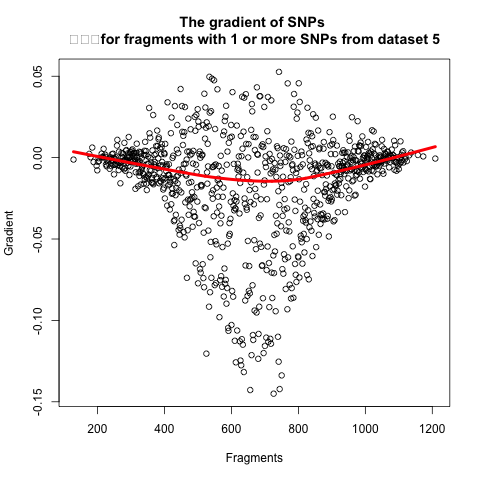 The gradient of SNPs
□□□for fragments with 1 or more SNPs from dataset 5
0.05
0.00
-0.05
-0.10
-0.15
Gradient
200 400 600 800 1000 1200
Fragments